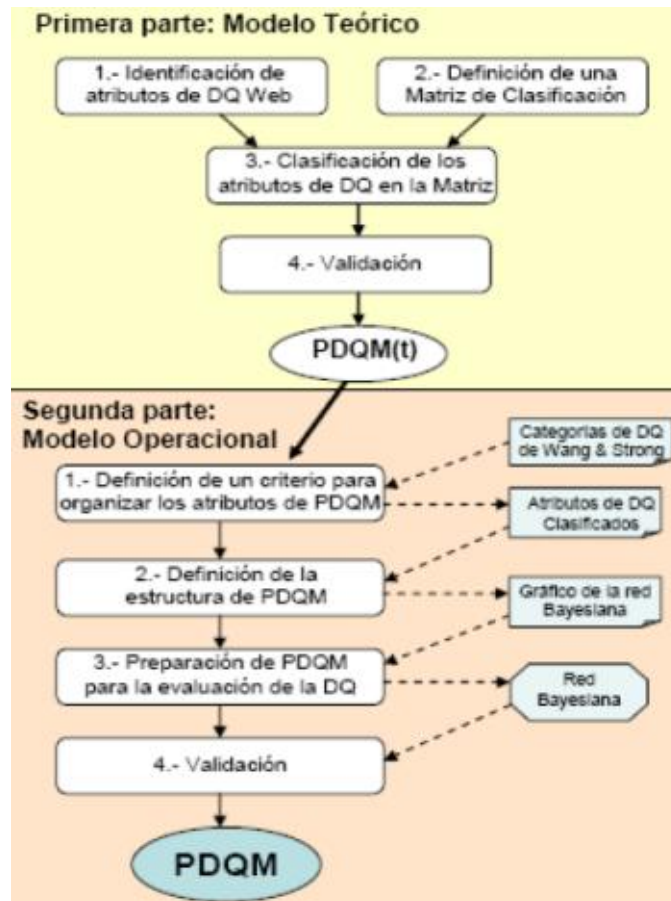 Primera parte: Modelo Teórico
1.- Identificación de
atributos de DQ Web
2.- Definición de una
Matriz de Clasificación
3.- Clasificación de los
atributos de DQ en la Matriz
4.- Validación
PDQM(t)
Segunda parte:
Modelo Operacional
Categorías de DQ
de Wang & Strong
1.- Definición de un criterio para
organizar los atributos de PDQM
Atributos de DQ
Clasificados
2.- Definición de la
estructura de PDQM
Gráfico de la red
Bayesiana
3.- Preparación de PDQM
para la evaluación de la DQ
Red
Bayesiana
4.- Validación
PDQM